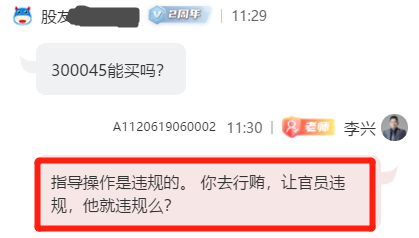 股友
2周年
11:29
300045能买吗？
A1120619060002 11:30 老师 李兴
指导操作是违规的。 你去行贿，让官员违
规，他就违规么？